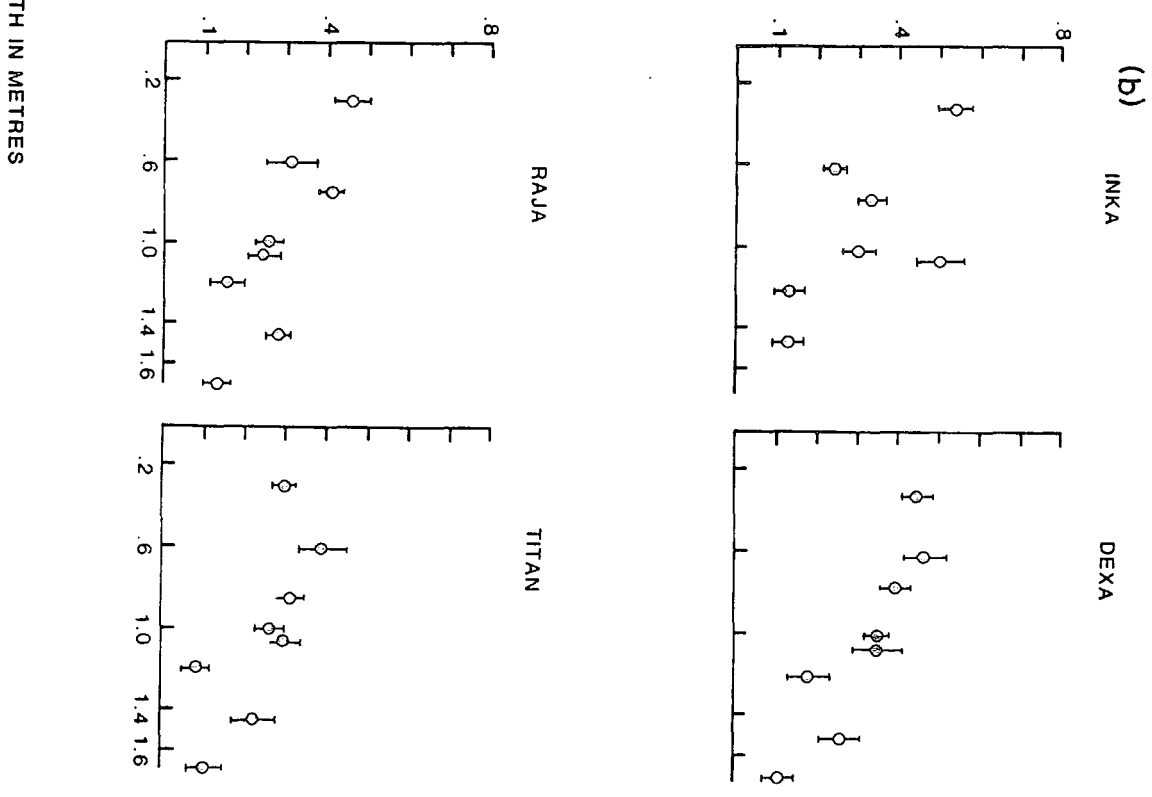 (b)
INKA DEXA
.8
.4
.1
RAJA TITAN
.8
.4
.1
.2 .6 1.0 1.4 1.6 .2 .6 1.0 1.4 1.6
TH IN METRES